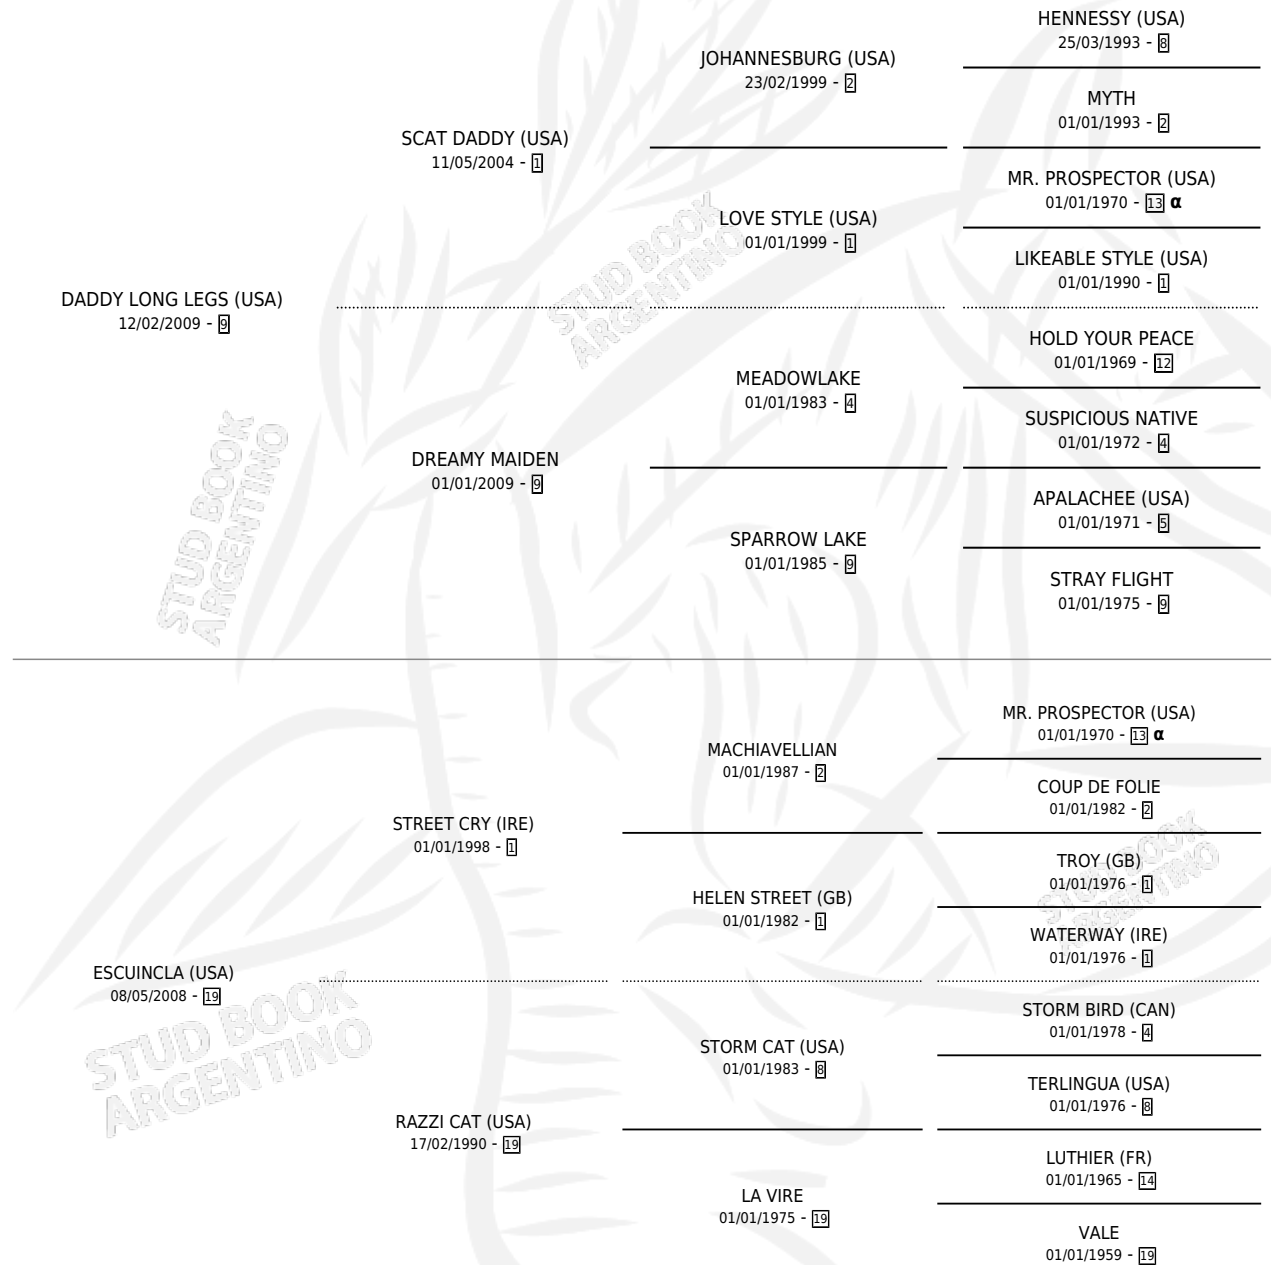 HENNESSY (USA)
25/03/1993 - 8
JOHANNESBURG (USA)
23/02/1999 - 2
MYTH
01/01/1993 - 2
SCAT DADDY (USA)
11/05/2004 - 1
MR. PROSPECTOR (USA)
01/01/1970 - 13 α
LOVE STYLE (USA)
01/01/1999 - 1
LIKEABLE STYLE (USA)
01/01/1990 - 1
DADDY LONG LEGS (USA)
12/02/2009 - 9
HOLD YOUR PEACE
01/01/1969 - 12
MEADOWLAKE
01/01/1983 - 4
SUSPICIOUS NATIVE
01/01/1972 - 4
DREAMY MAIDEN
01/01/2009 - 9
APALACHEE (USA)
01/01/1971 - 5
SPARROW LAKE
01/01/1985 - 9
STRAY FLIGHT
01/01/1975 - 9
MR. PROSPECTOR (USA)
01/01/1970 - 13 α
MACHIAVELLIAN
01/01/1987 - 2
COUP DE FOLIE
01/01/1982 - 2
STREET CRY (IRE)
01/01/1998 - 1
TROY (GB)
01/01/1976 - 1
HELEN STREET (GB)
01/01/1982 - 1
WATERWAY (IRE)
01/01/1976 - 1
ESCUINCLA (USA)
08/05/2008 - 19
STORM BIRD (CAN)
01/01/1978 - 4
STORM CAT (USA)
01/01/1983 - 8
TERLINGUA (USA)
01/01/1976 - 8
RAZZI CAT (USA)
17/02/1990 - 19
LUTHIER (FR)
01/01/1965 - 14
LA VIRE
01/01/1975 - 19
VALE
01/01/1959 - 19
STUD BOOK
ARGENTINO
STUD BOOK
ARGENTINO
STUD BOOK
ARGENTINO
STUD BOOK
ARGENTINO